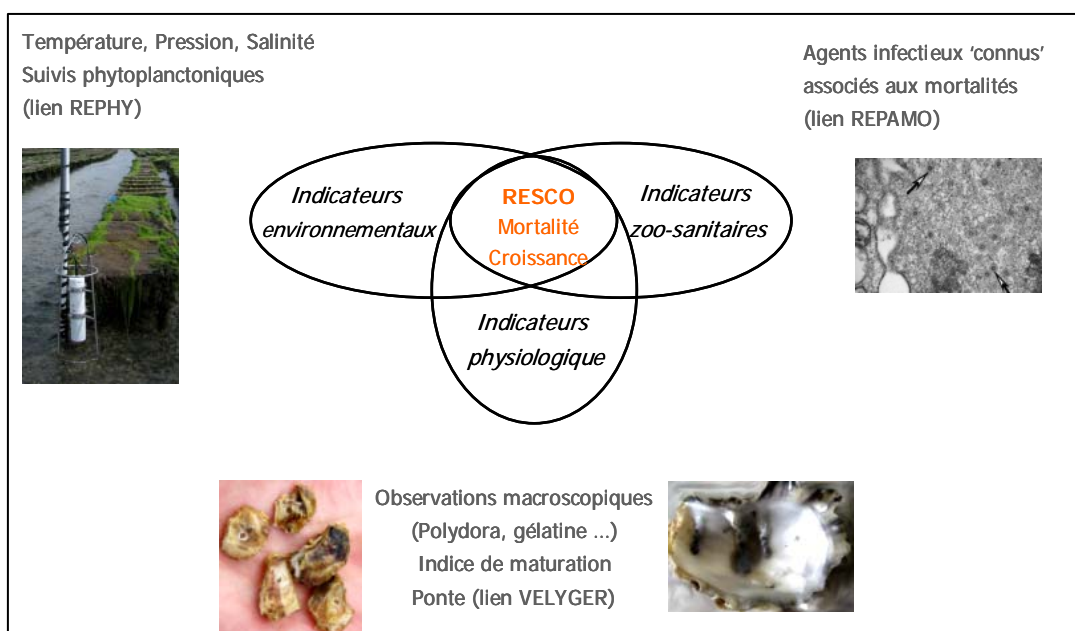 Température, Pression, Salinité
Suivis phytoplanctoniques
(lien REPHY)
Agents infectieux ‘connus’
associés aux mortalités
(lien REPAMO)
Indicateurs
environnementaux
RESCO
Mortalité
Croissance
Indicateurs
zoo-sanitaires
Indicateurs
physiologique
Observations macroscopiques
(Polydora, gélatine ...)
Indice de maturation
Ponte (lien VELYGER)